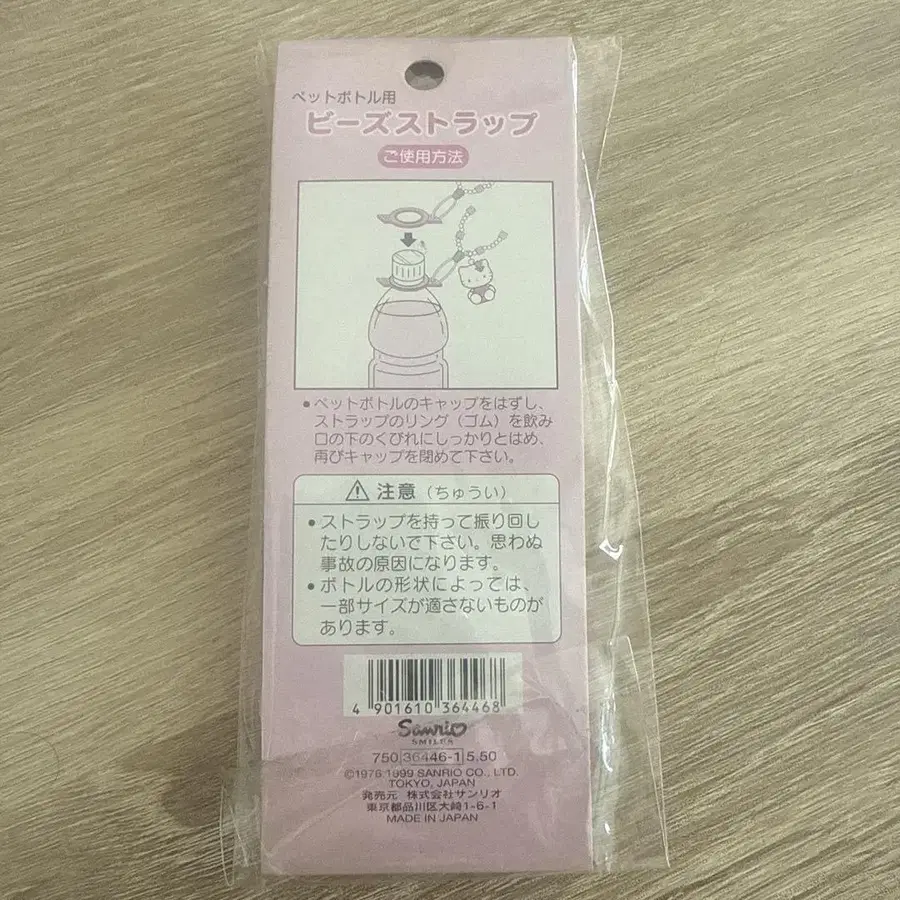 ペットボトル用
ビーズストラップ
ご使用方法
•ペットボトルのキャップをはずし、
ストラップのリング（ゴム）を飲み
口の下のくびれにしっかりとはめ、
再びキャップを閉めて下さい。
⚠ 注意（ちゅうい）
•ストラップを持って振り回し
たりしないで下さい。思わぬ
事故の原因になります。
•ボトルの形状によっては、
一部サイズが適さないものが
あります。
4 901610 364468
Sanrio
SMILES
750 36446-1 5.50
©1976 1999 SANRIO CO., LTD.
TOKYO, JAPAN
発売元 株式会社サンリオ
東京都品川区大崎1-6-1
MADE IN JAPAN